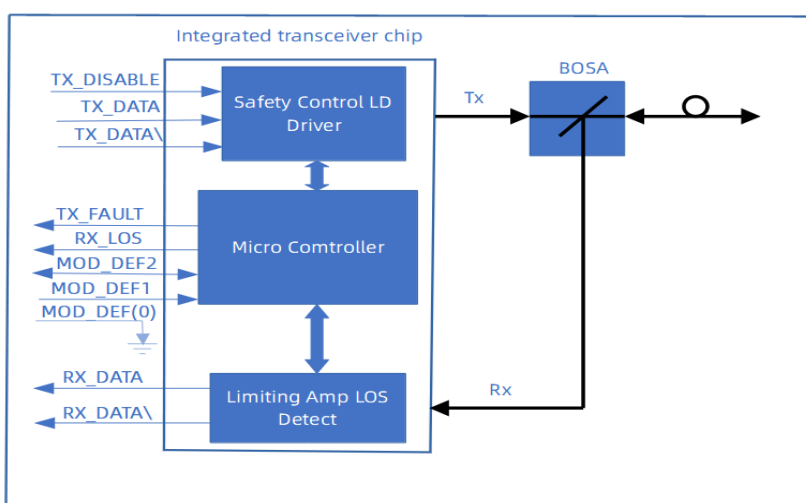 Integrated transceiver chip
BOSA
TX_DISABLE
TX_DATA
TX_DATA\
Safety Control LD
Driver
Tx
TX_FAULT
RX_LOS
MOD_DEF2
MOD_DEF1
MOD_DEF(0)
Micro Comtroller
RX_DATA
RX_DATA\
Limiting Amp LOS
Detect
Rx